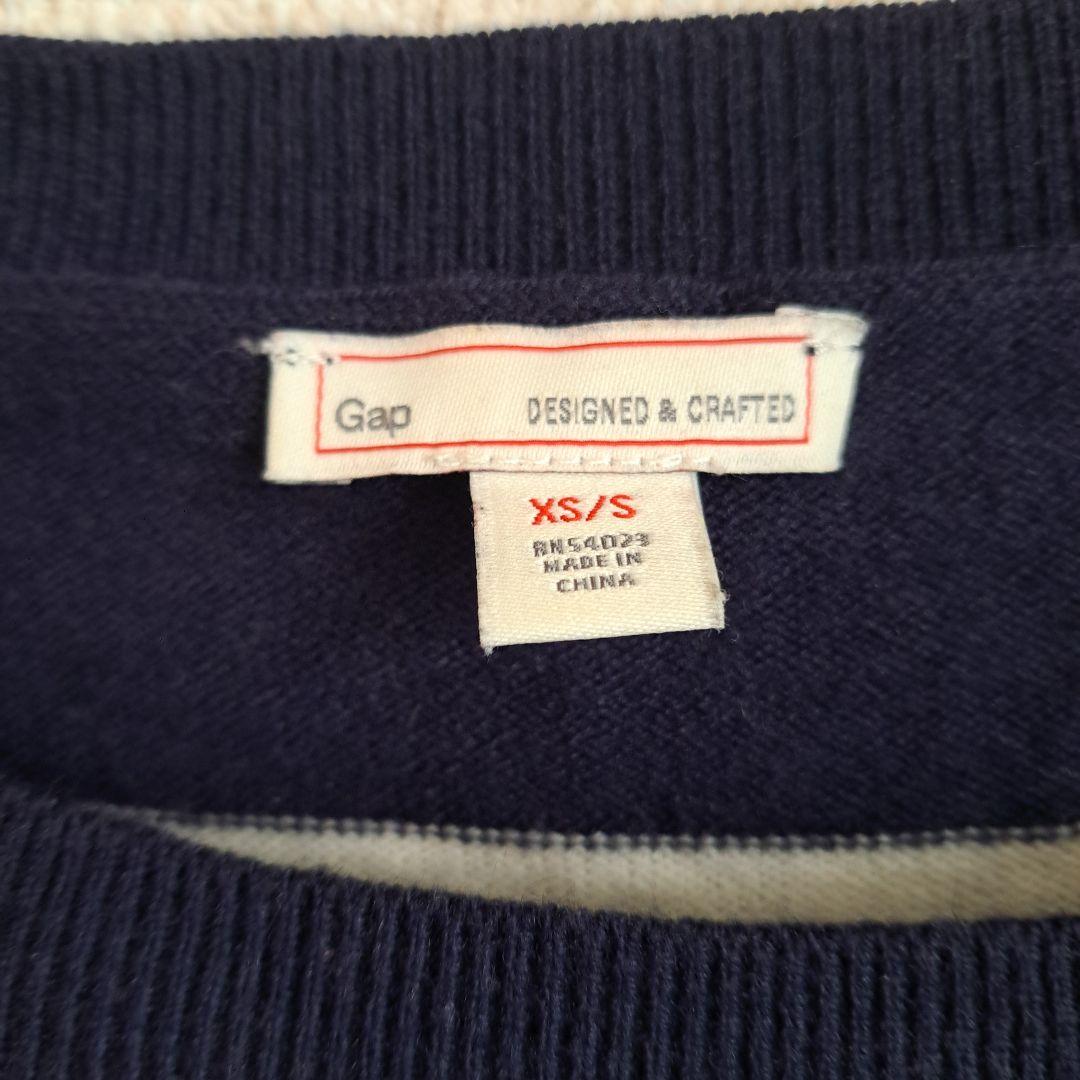 Gap DESIGNED & CRAFTED
XS/S
RN54023
MADE IN
CHINA